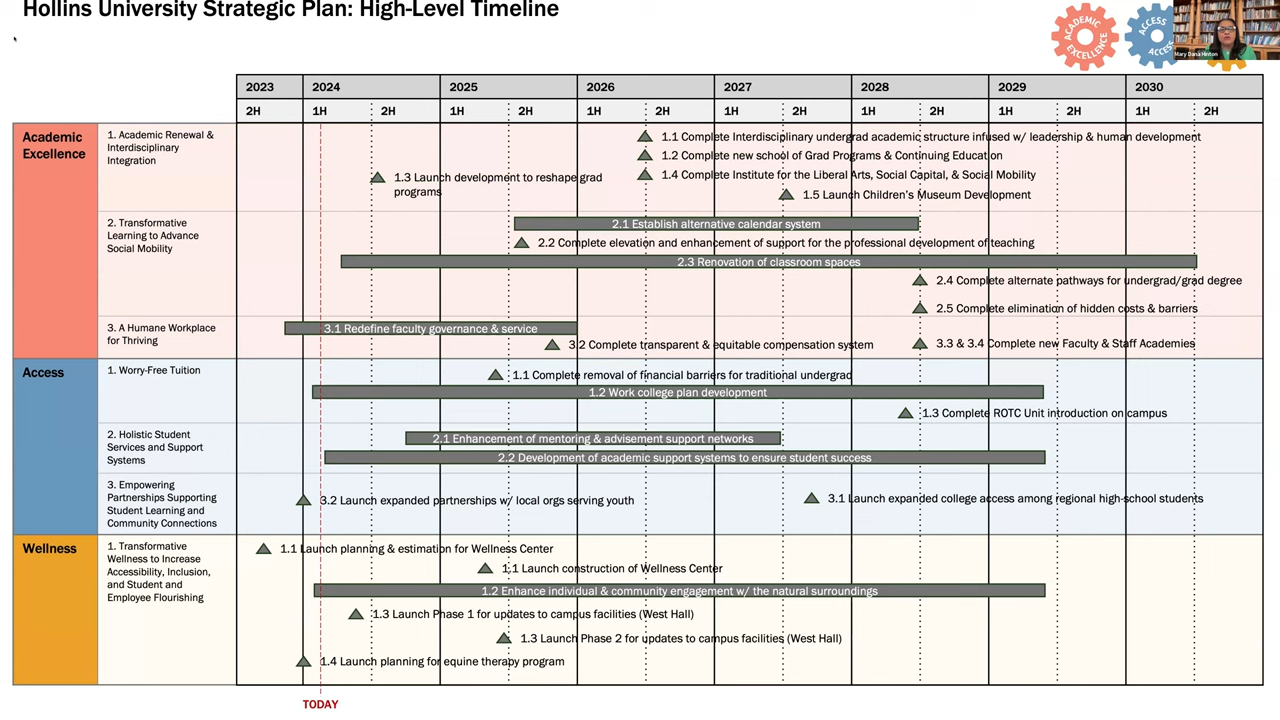 Hollins University Strategic Plan: High-Level Timeline
ACADEMIC
EXCELLENCE
ACCESS
ACCESS
Mary Dana Hinton
2023 2024 2025 2026 2027 2028 2029 2030
2H 1H 2H 1H 2H 1H 2H 1H 2H 1H 2H 1H 2H 1H 2H
Academic
Excellence
1. Academic Renewal &
Interdisciplinary
Integration
1.1 Complete Interdisciplinary undergrad academic structure infused w/ leadership & human development
1.2 Complete new school of Grad Programs & Continuing Education
1.4 Complete Institute for the Liberal Arts, Social Capital, & Social Mobility
1.3 Launch development to reshape grad
programs
1.5 Launch Children's Museum Development
2. Transformative
Learning to Advance
Social Mobility
2.1 Establish alternative calendar system
2.2 Complete elevation and enhancement of support for the professional development of teaching
2.3 Renovation of classroom spaces
2.4 Complete alternate pathways for undergrad/grad degree
2.5 Complete elimination of hidden costs & barriers
3. A Humane Workplace
for Thriving
3.1 Redefine faculty governance & service
3.2 Complete transparent & equitable compensation system
3.3 & 3.4 Complete new Faculty & Staff Academies
Access
1. Worry-Free Tuition
1.1 Complete removal of financial barriers for traditional undergrad
1.2 Work college plan development
1.3 Complete ROTC Unit introduction on campus
2. Holistic Student
Services and Support
Systems
2.1 Enhancement of mentoring & advisement support networks
2.2 Development of academic support systems to ensure student success
3. Empowering
Partnerships Supporting
Student Learning and
Community Connections
3.2 Launch expanded partnerships w/ local orgs serving youth
3.1 Launch expanded college access among regional high-school students
Wellness
1. Transformative
Wellness to Increase
Accessibility, Inclusion,
and Student and
Employee Flourishing
1.1 Launch planning & estimation for Wellness Center
1.1 Launch construction of Wellness Center
1.2 Enhance individual & community engagement w/ the natural surroundings
1.3 Launch Phase 1 for updates to campus facilities (West Hall)
1.3 Launch Phase 2 for updates to campus facilities (West Hall)
1.4 Launch planning for equine therapy program
TODAY